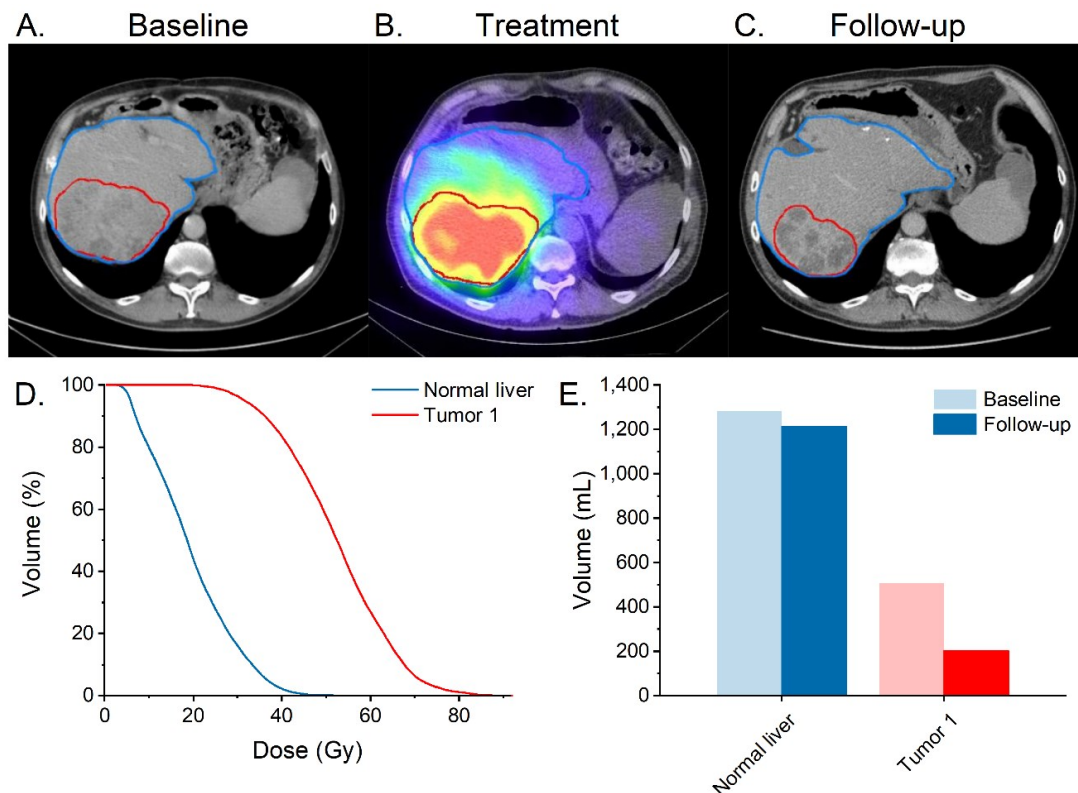 A. Baseline
B. Treatment
C. Follow-up
D.
Normal liver
Tumor 1
Volume (%)
100
80
60
40
20
0
0 20 40 60 80
Dose (Gy)
E.
Baseline
Follow-up
Volume (mL)
1,400
1,200
1,000
800
600
400
200
0
Normal liver
Tumor 1